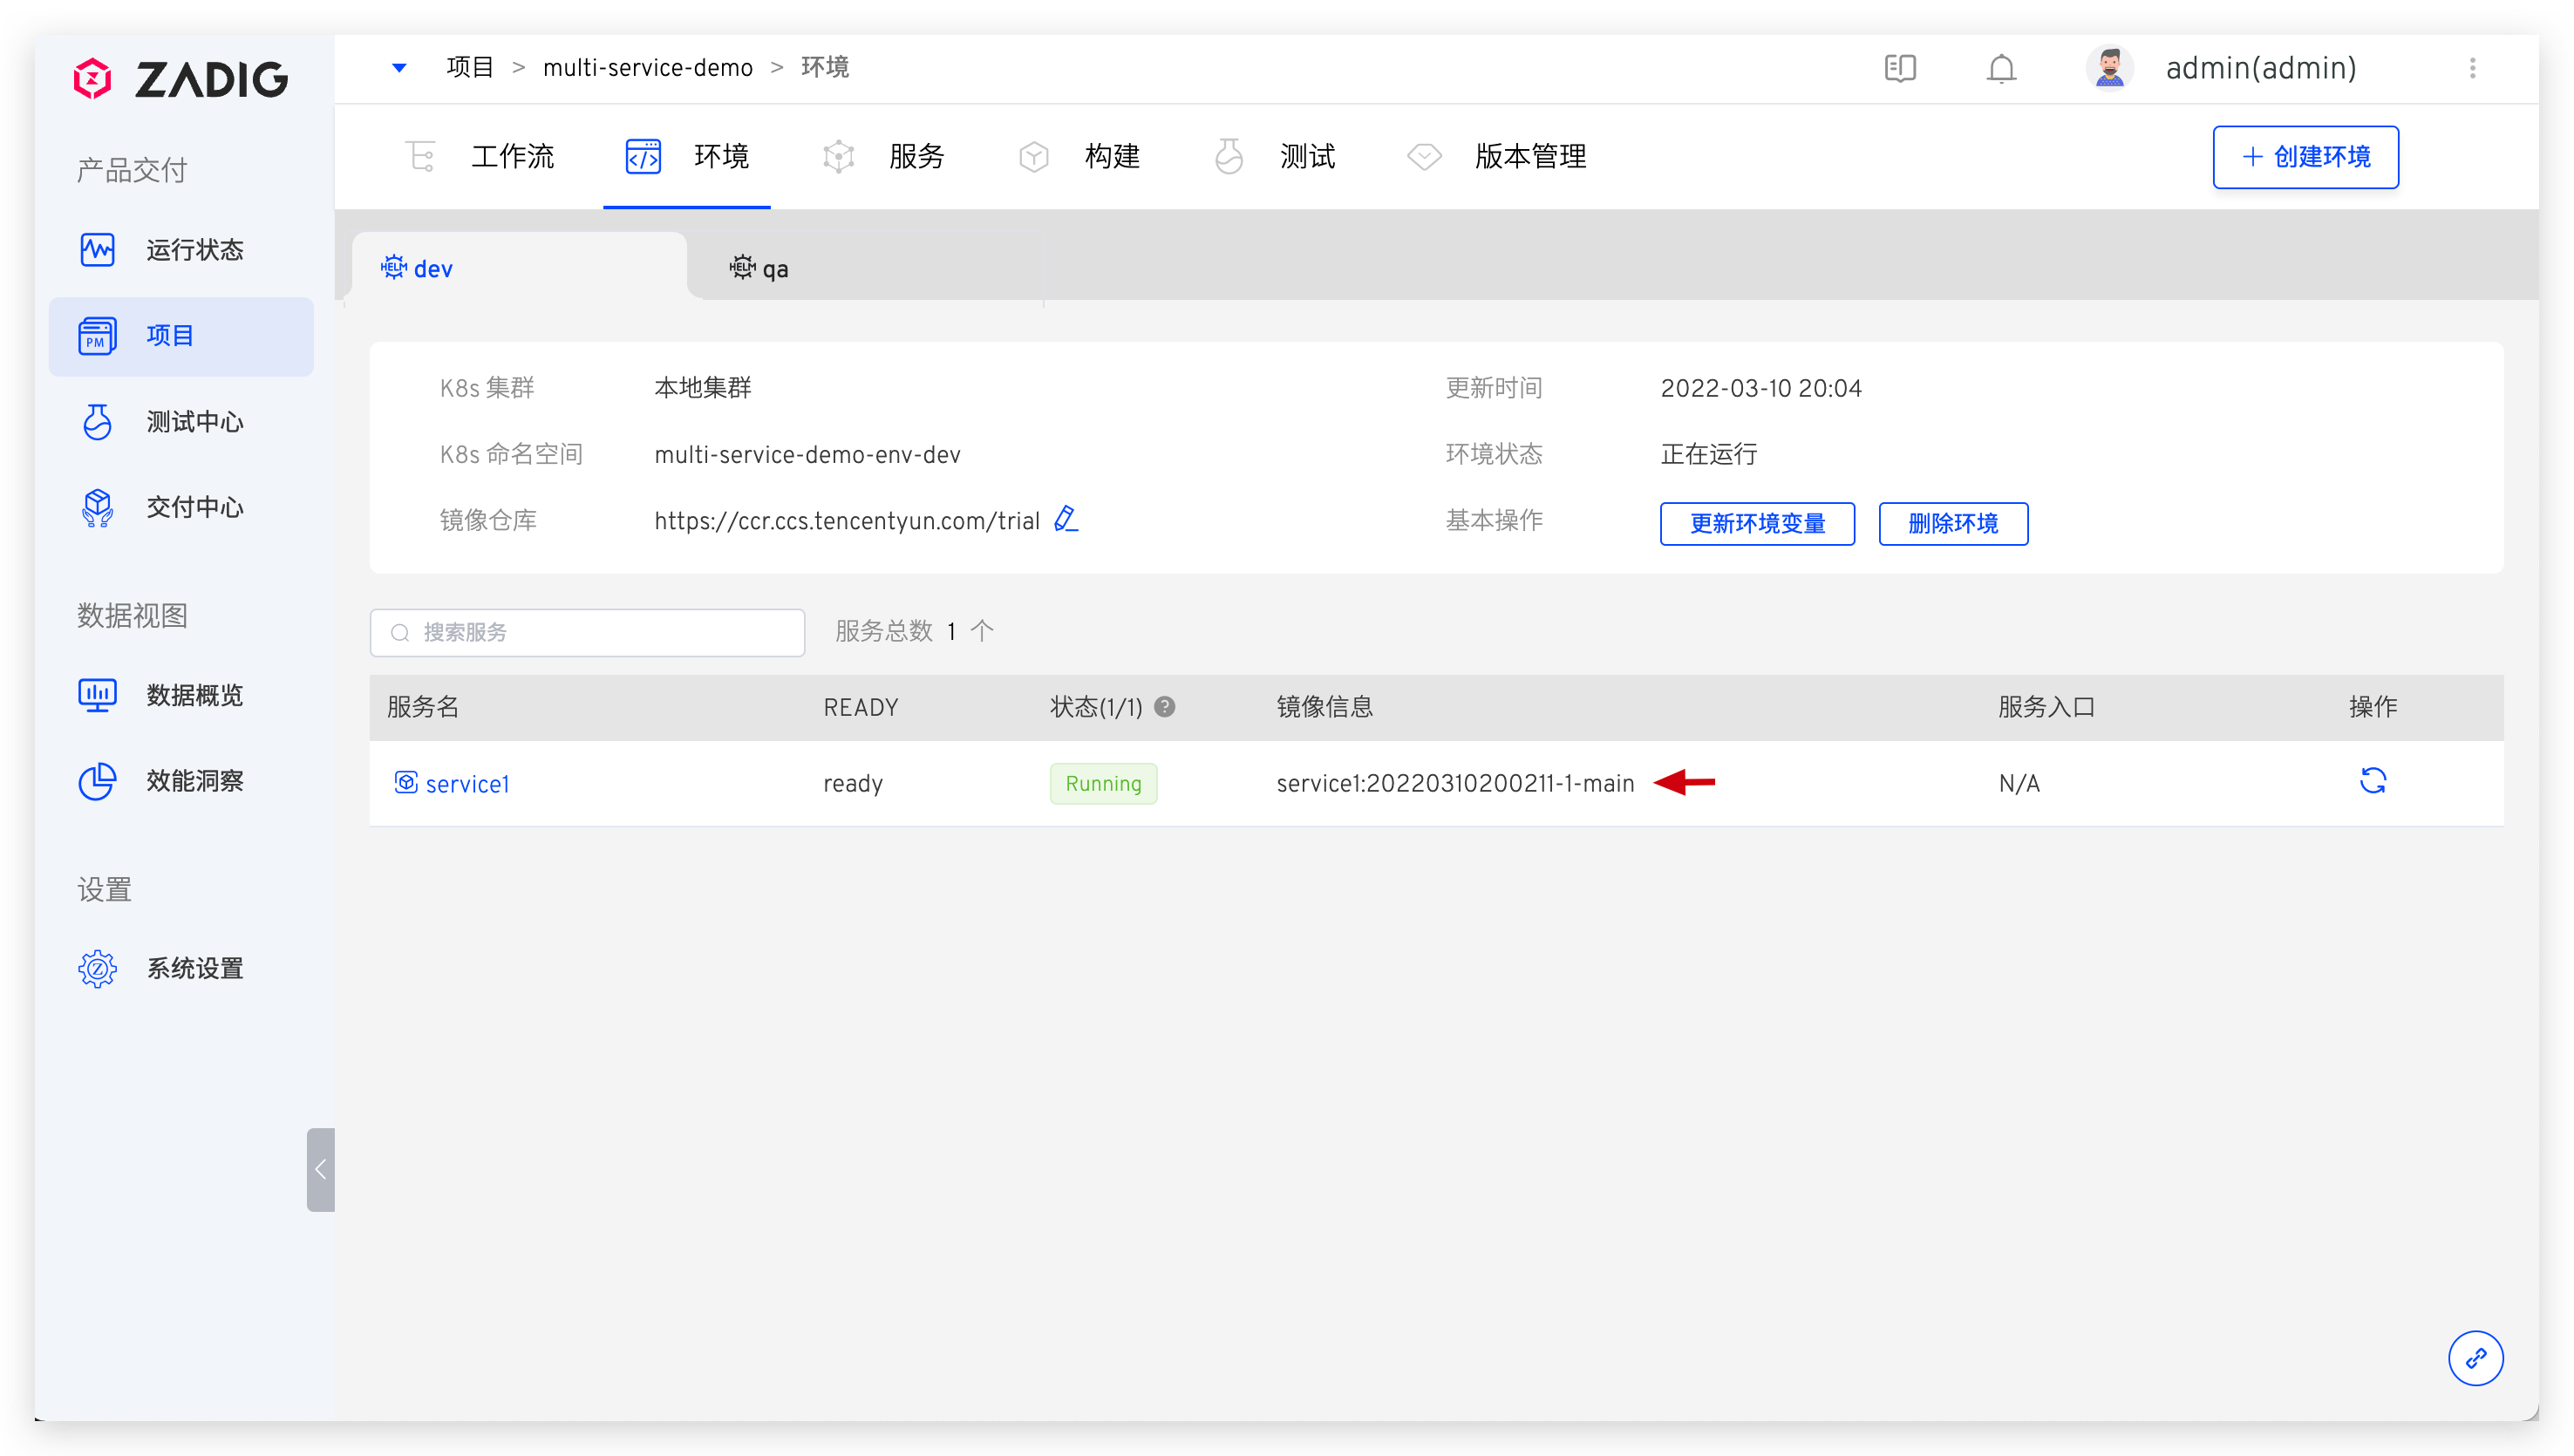 ZADIG
产品交付
运行状态
PM
项目
测试中心
交付中心
数据视图
数据概览
效能洞察
设置
Z
系统设置
项目 > multi-service-demo > 环境
admin(admin)
工作流
环境
服务
构建
测试
版本管理
+ 创建环境
HELM dev
HELM qa
K8s 集群 本地集群
更新时间 2022-03-10 20:04
K8s 命名空间 multi-service-demo-env-dev
环境状态 正在运行
镜像仓库 https://ccr.ccs.tencentyun.com/trial
基本操作 更新环境变量 删除环境
搜索服务 服务总数 1 个
服务名 READY 状态(1/1) ? 镜像信息 服务入口 操作
service1 ready Running service1:20220310200211-1-main N/A